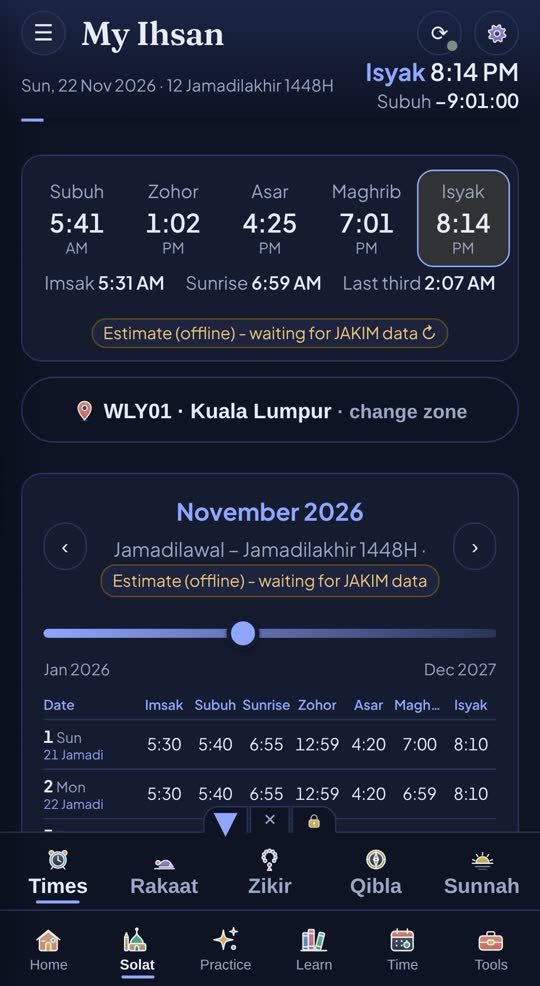 My Ihsan
Sun, 22 Nov 2026 · 12 Jamadilakhir 1448H
Isyak 8:14 PM
Subuh −9:01:00
Subuh Zohor Asar Maghrib Isyak
5:41 1:02 4:25 7:01 8:14
AM PM PM PM PM
Imsak 5:31 AM Sunrise 6:59 AM Last third 2:07 AM
Estimate (offline) - waiting for JAKIM data ↻
WLY01 · Kuala Lumpur · change zone
November 2026
‹ Jamadilawal – Jamadilakhir 1448H · ›
Estimate (offline) - waiting for JAKIM data
Jan 2026 Dec 2027
Date Imsak Subuh Sunrise Zohor Asar Magh... Isyak
1 Sun 5:30 5:40 6:55 12:59 4:20 7:00 8:10
21 Jamadi
2 Mon 5:30 5:40 6:55 12:59 4:20 6:59 8:10
22 Jamadi
Times Rakaat Zikir Qibla Sunnah
Home Solat Practice Learn Time Tools